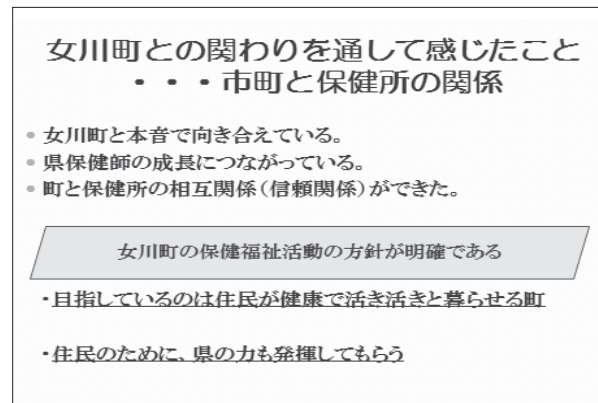 女川町との関わりを通して感じたこと
・・・市町と保健所の関係
● 女川町と本音で向き合えている。
● 県保健師の成長につながっている。
● 町と保健所の相互関係（信頼関係）ができた。
女川町の保健福祉活動の方針が明確である
・目指しているのは住民が健康で活き活きと暮らせる町
・住民のために、県の力も発揮してもらう